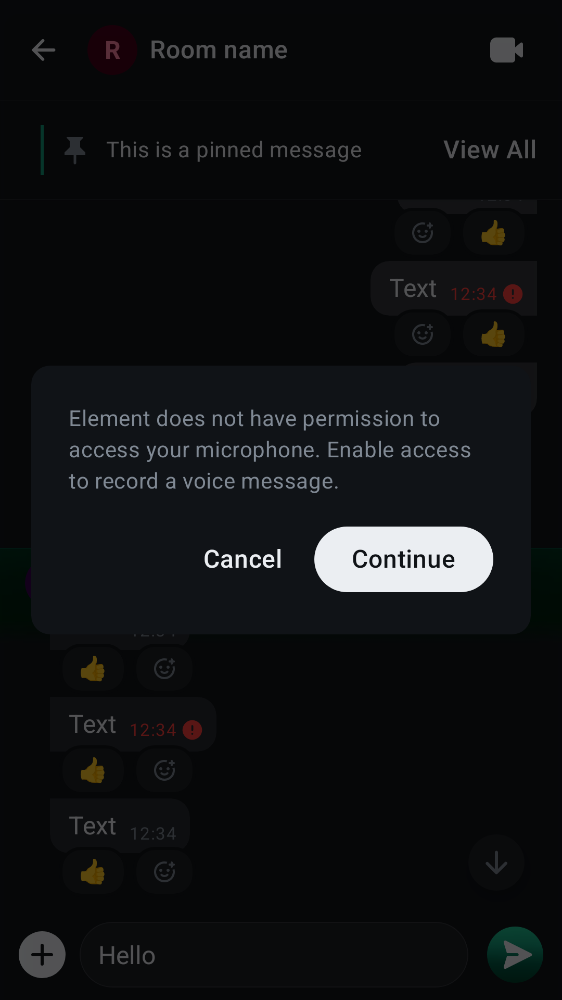 R Room name
This is a pinned message View All
Text 12:34
Element does not have permission to
access your microphone. Enable access
to record a voice message.
Cancel Continue
Text 12:34
Text 12:34
Hello